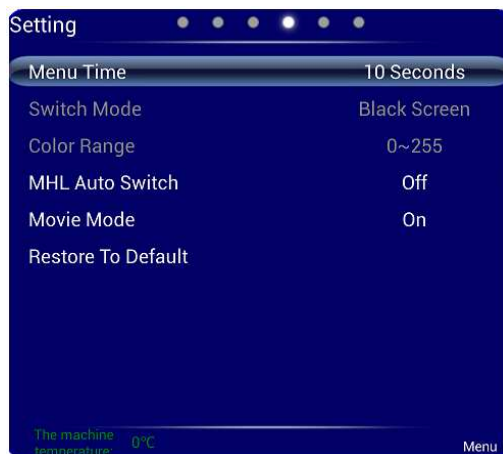 Setting
Menu Time 10 Seconds
Switch Mode Black Screen
Color Range 0~255
MHL Auto Switch Off
Movie Mode On
Restore To Default
The machine
temperature: 0℃
Menu